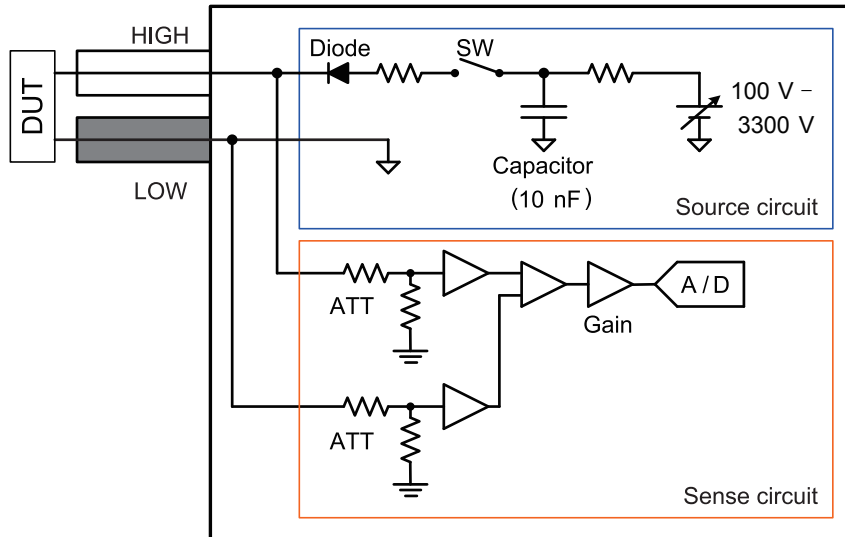 HIGH
DUT
LOW
Diode
SW
100 V –
3300 V
Capacitor
(10 nF)
Source circuit
ATT
Gain
A / D
ATT
Sense circuit